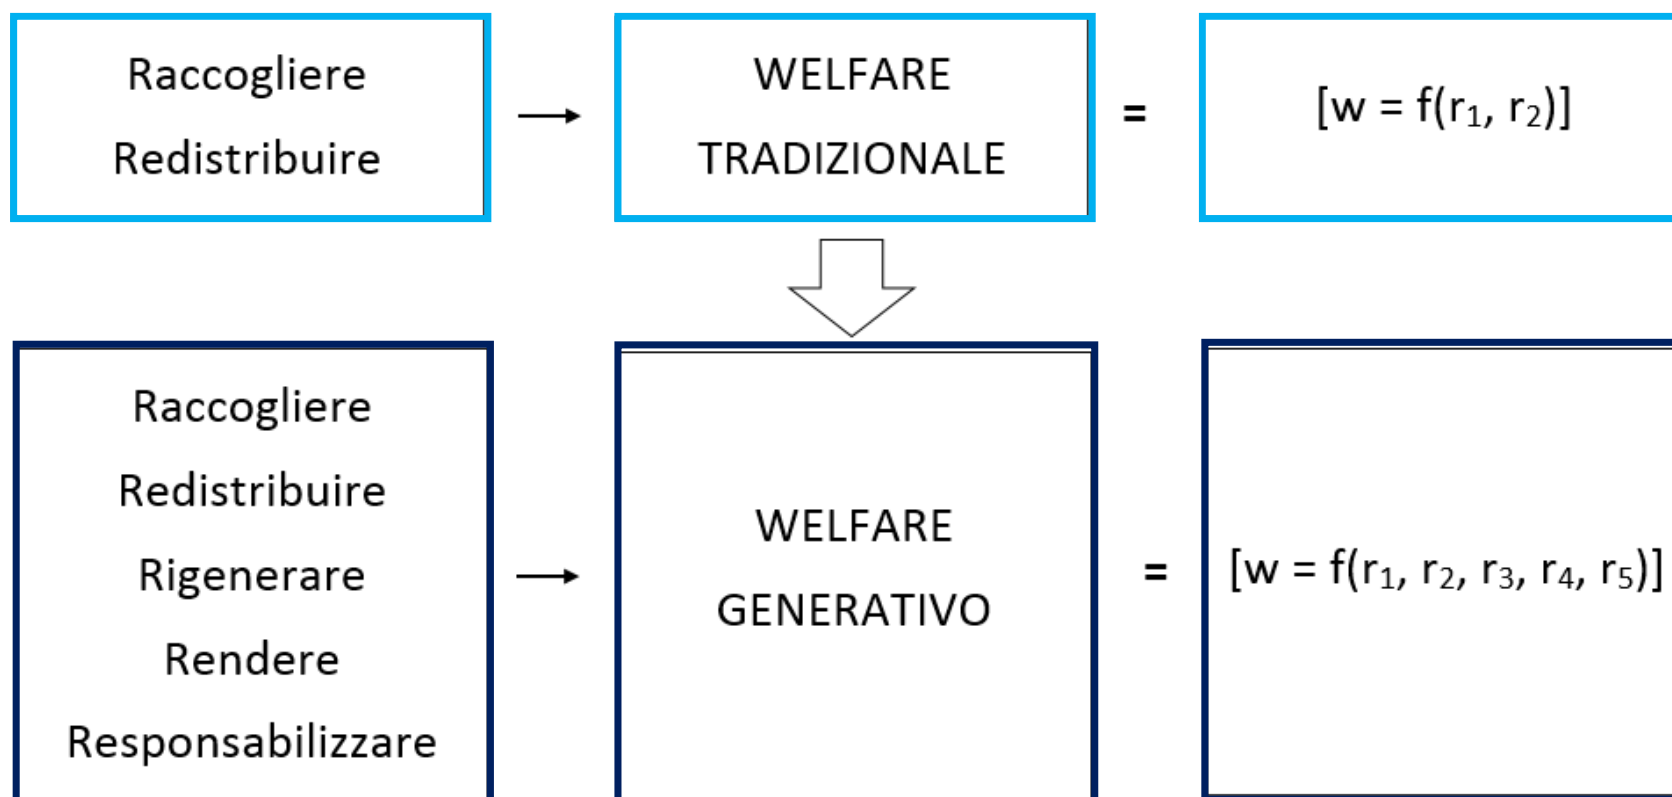 Raccogliere
Redistribuire
WELFARE
TRADIZIONALE
=
[w = f(r₁, r₂)]
Raccogliere
Redistribuire
Rigenerare
Rendere
Responsabilizzare
WELFARE
GENERATIVO
=
[w = f(r₁, r₂, r₃, r₄, r₅)]